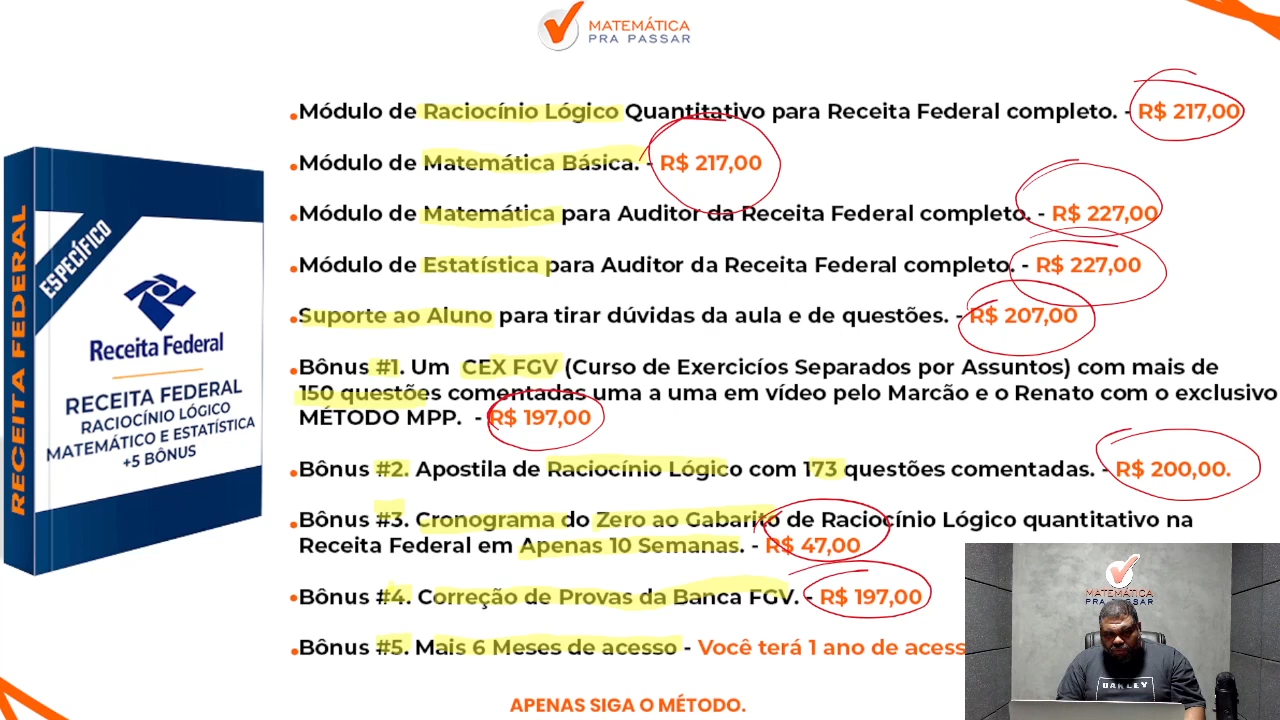 MATEMÁTICA
PRA PASSAR
Módulo de Raciocínio Lógico Quantitativo para Receita Federal completo. - R$ 217,00
Módulo de Matemática Básica. - R$ 217,00
Módulo de Matemática para Auditor da Receita Federal completo. - R$ 227,00
Módulo de Estatística para Auditor da Receita Federal completo. - R$ 227,00
Suporte ao Aluno para tirar dúvidas da aula e de questões. - R$ 207,00
Bônus #1. Um CEX FGV (Curso de Exercicíos Separados por Assuntos) com mais de
150 questões comentadas uma a uma em vídeo pelo Marcão e o Renato com o exclusivo
MÉTODO MPP. - R$ 197,00
Bônus #2. Apostila de Raciocínio Lógico com 173 questões comentadas. - R$ 200,00.
Bônus #3. Cronograma do Zero ao Gabarito de Raciocínio Lógico quantitativo na
Receita Federal em Apenas 10 Semanas. - R$ 47,00
Bônus #4. Correção de Provas da Banca FGV. - R$ 197,00
Bônus #5. Mais 6 Meses de acesso - Você terá 1 ano de acess
APENAS SIGA O MÉTODO.
RECEITA FEDERAL
ESPECÍFICO
Receita Federal
RECEITA FEDERAL
RACIOCÍNIO LÓGICO
MATEMÁTICO E ESTATÍSTICA
+5 BÔNUS
MATEMÁTICA
PRA PASSAR
OAKLEY